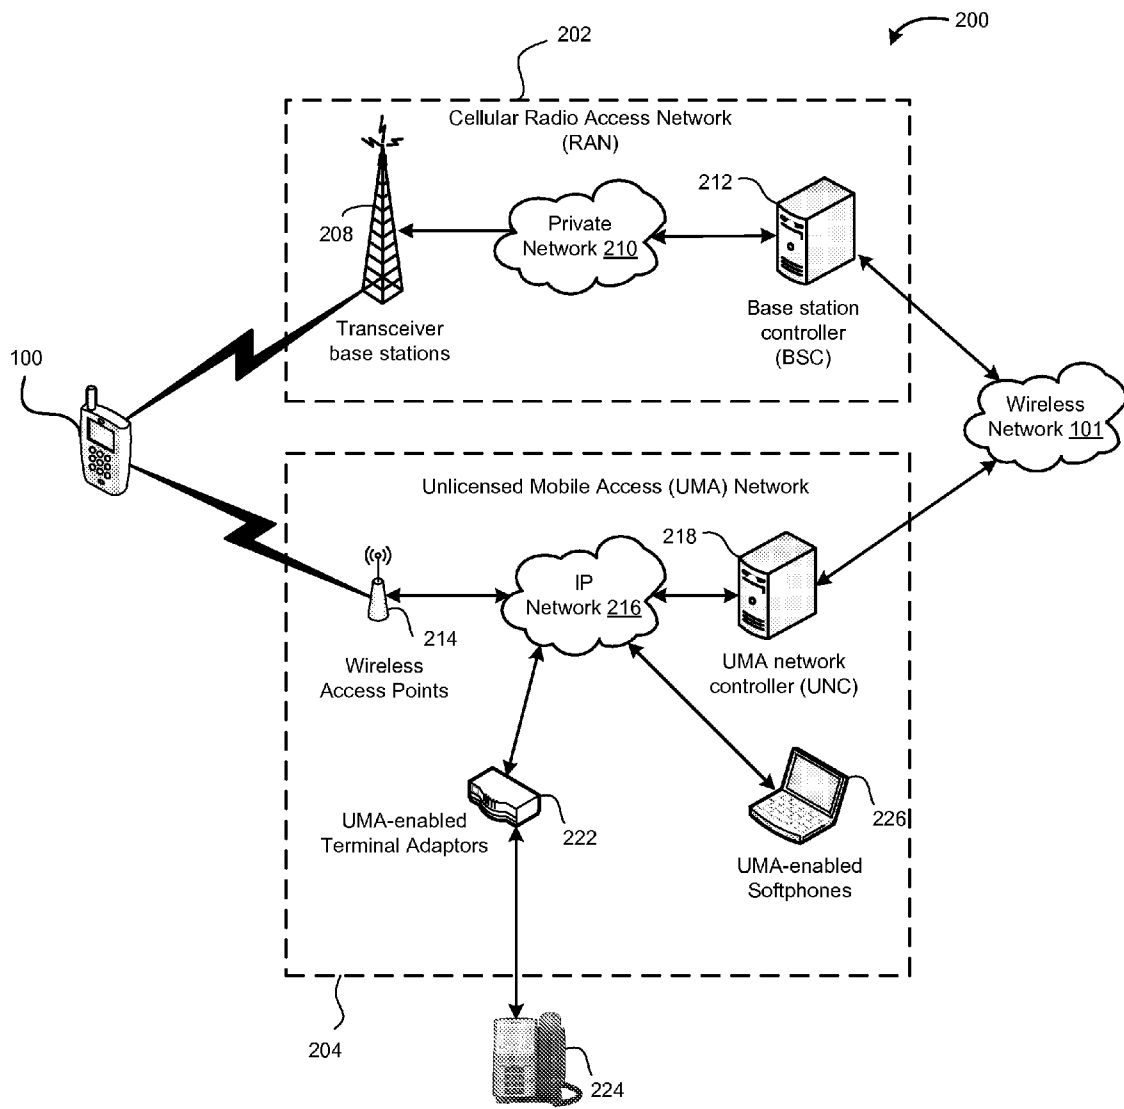 200
202
Cellular Radio Access Network
(RAN)
212
208
Private
Network 210
Transceiver
base stations
Base station
controller
(BSC)
100
Wireless
Network 101
Unlicensed Mobile Access (UMA) Network
218
IP
Network 216
214
Wireless
Access Points
UMA network
controller (UNC)
222
226
UMA-enabled
Terminal Adaptors
UMA-enabled
Softphones
204
224